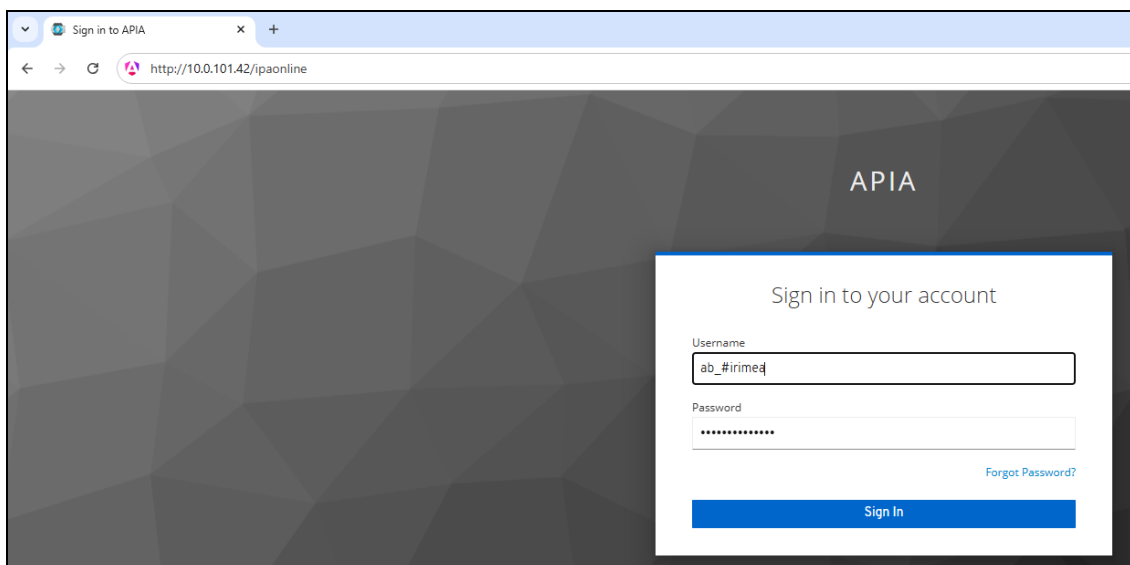 Sign in to APIA
http://10.0.101.42/ipaonline
APIA
Sign in to your account
Username
ab_#irimea
Password
••••••••••••••
Forgot Password?
Sign In